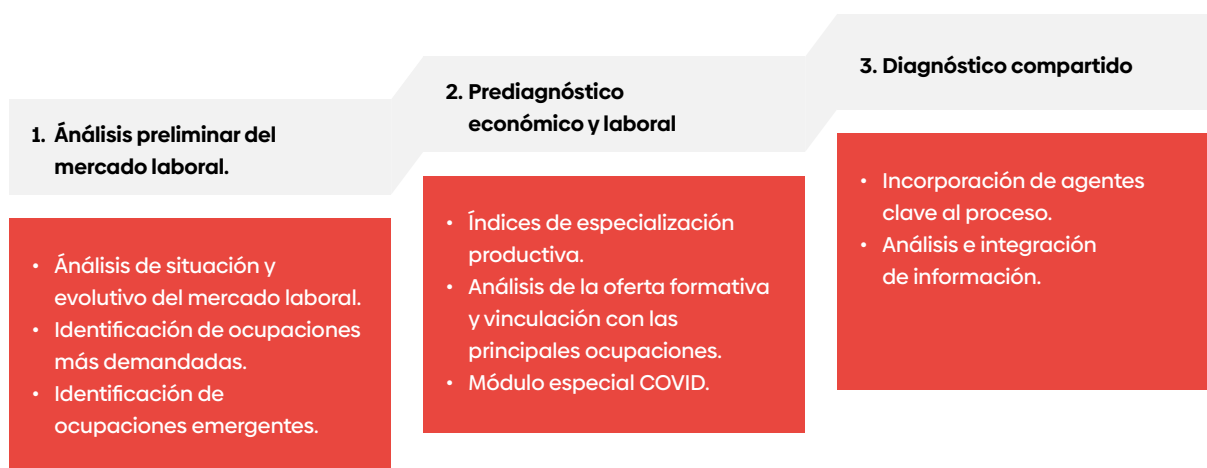 1. Ánálisis preliminar del
mercado laboral.
• Ánálisis de situación y
evolutivo del mercado laboral.
• Identificación de ocupaciones
más demandadas.
• Identificación de
ocupaciones emergentes.
2. Prediagnóstico
económico y laboral
• Índices de especialización
productiva.
• Análisis de la oferta formativa
y vinculación con las
principales ocupaciones.
• Módulo especial COVID.
3. Diagnóstico compartido
• Incorporación de agentes
clave al proceso.
• Análisis e integración
de información.